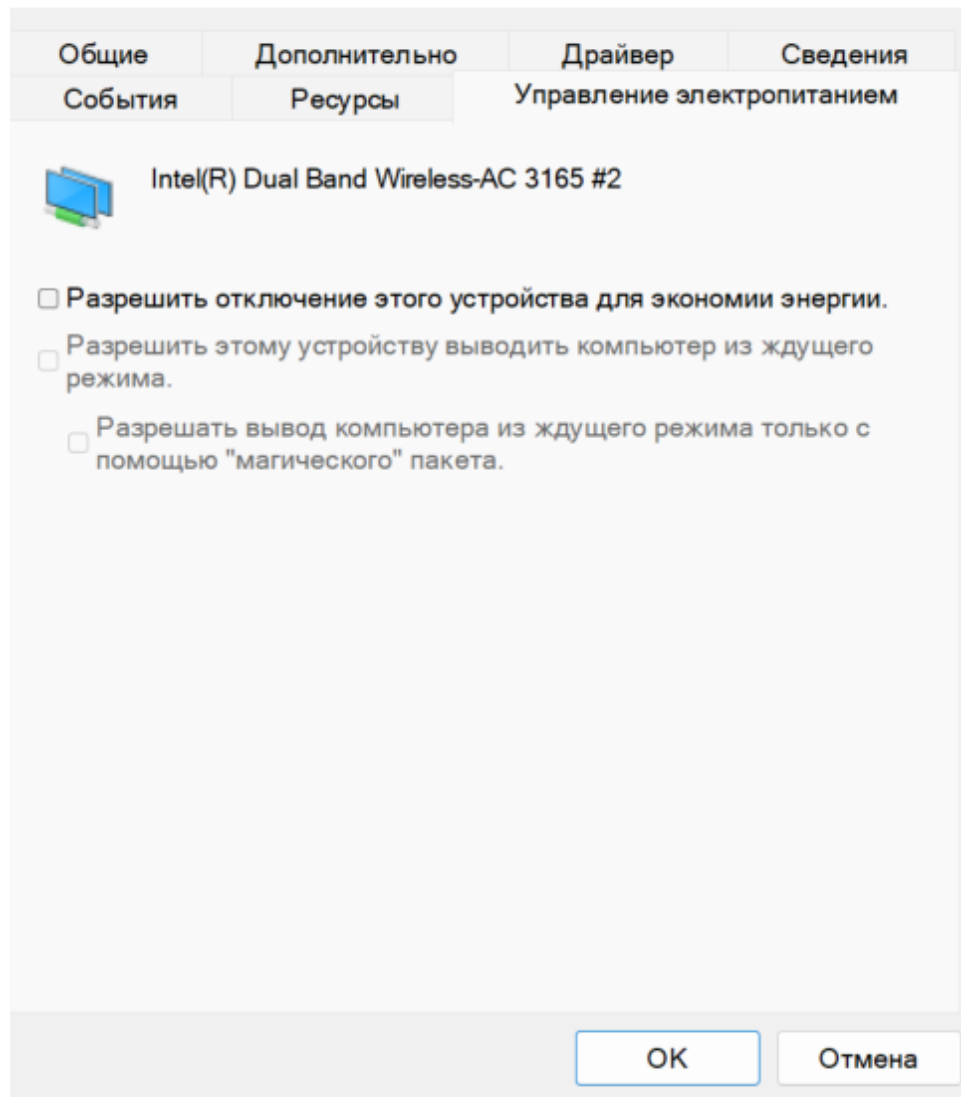 Общие Дополнительно Драйвер Сведения
События Ресурсы Управление электропитанием
Intel(R) Dual Band Wireless-AC 3165 #2
Разрешить отключение этого устройства для экономии энергии.
Разрешить этому устройству выводить компьютер из ждущего
режима.
Разрешать вывод компьютера из ждущего режима только с
помощью "магического" пакета.
OK Отмена